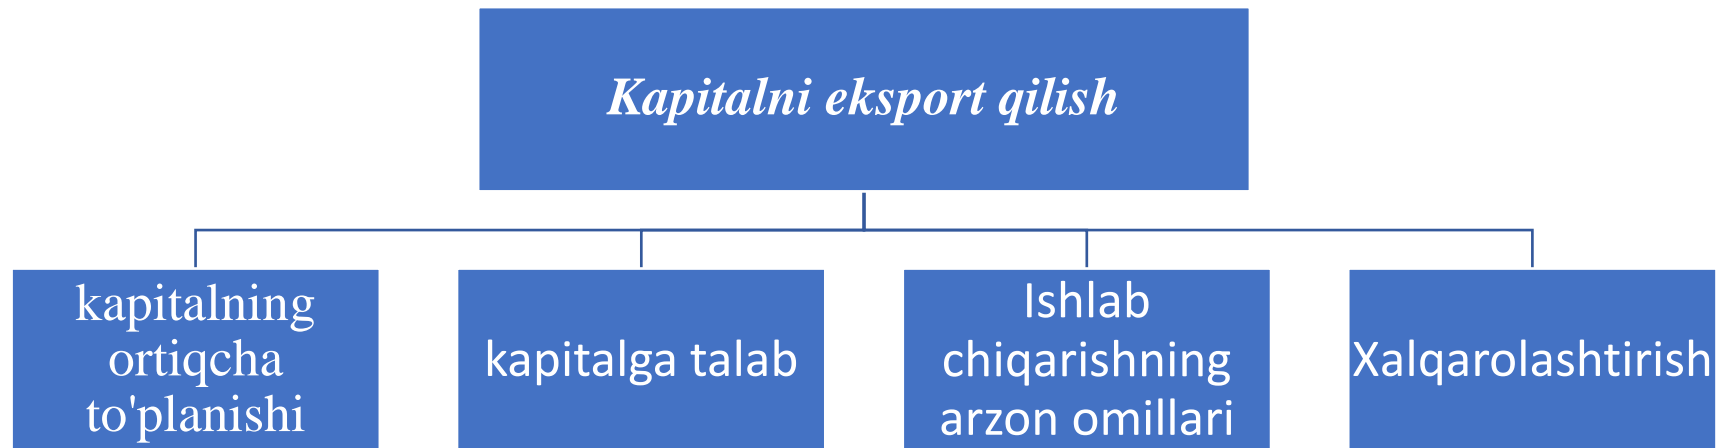 Kapitalni eksport qilish
kapitalning
ortiqcha
to'planishi
kapitalga talab
Ishlab
chiqarishning
arzon omillari
Xalqarolashtirish